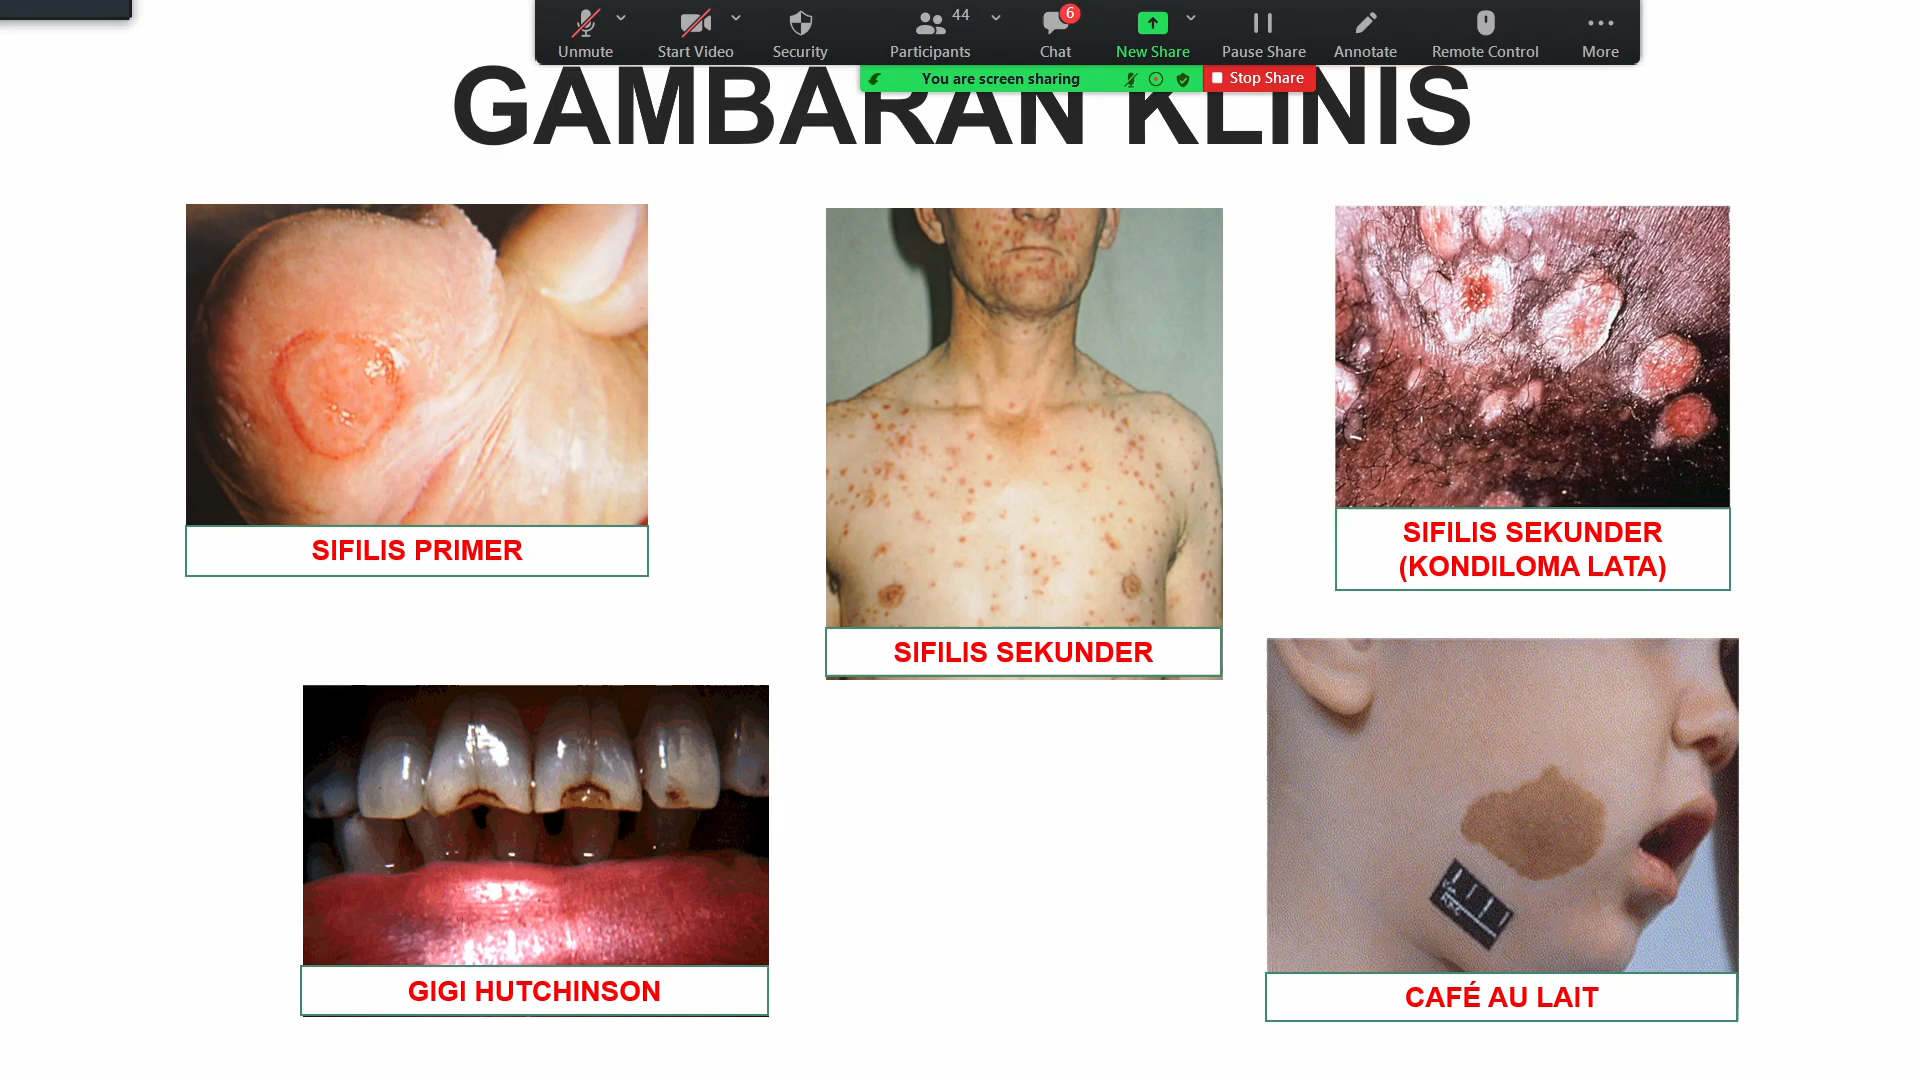 Unmute
Start Video
Security
Participants
44
Chat
6
New Share
Pause Share
Annotate
Remote Control
More
You are screen sharing
Stop Share
GAMBARAN KLINIS
SIFILIS PRIMER
SIFILIS SEKUNDER
SIFILIS SEKUNDER
(KONDILOMA LATA)
GIGI HUTCHINSON
CAFÉ AU LAIT